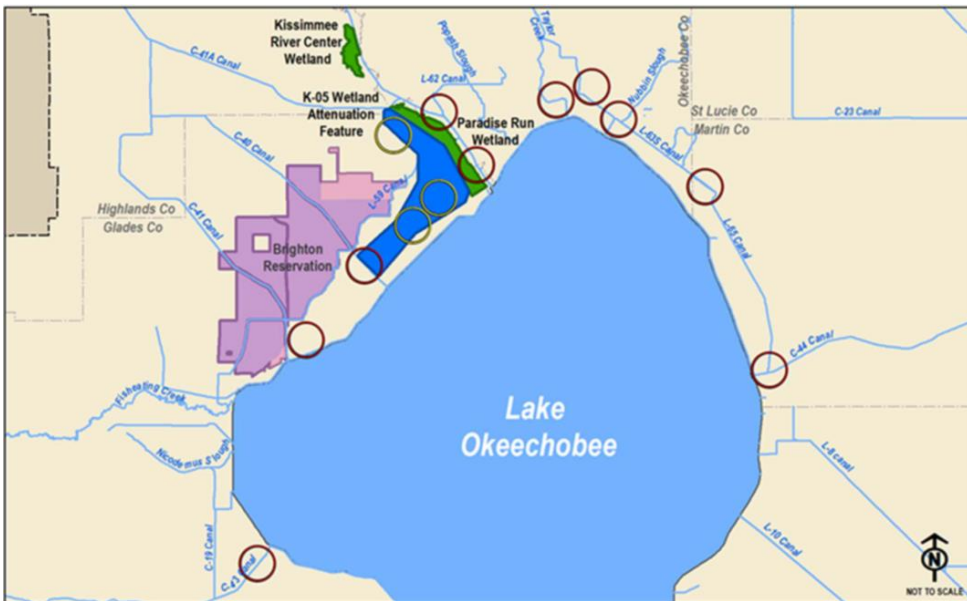 Kissimmee
River Center
Wetland
Popash Slough
Taylor
Creek
C-41A Canal
L-62 Canal
Nubbin Slough
Okeechobee Co
K-05 Wetland
Attenuation
Feature
Paradise Run
Wetland
St Lucie Co
Martin Co
C-23 Canal
C-40 Canal
L-63S Canal
L-59 Canal
Highlands Co
Glades Co
C-41 Canal
Brighton
Reservation
L-65 Canal
C-44 Canal
Fisheating Creek
Lake
Okeechobee
Nicodemus Slough
L-8 canal
C-19 Canal
L-10 Canal
C-43 Canal
N
NOT TO SCALE